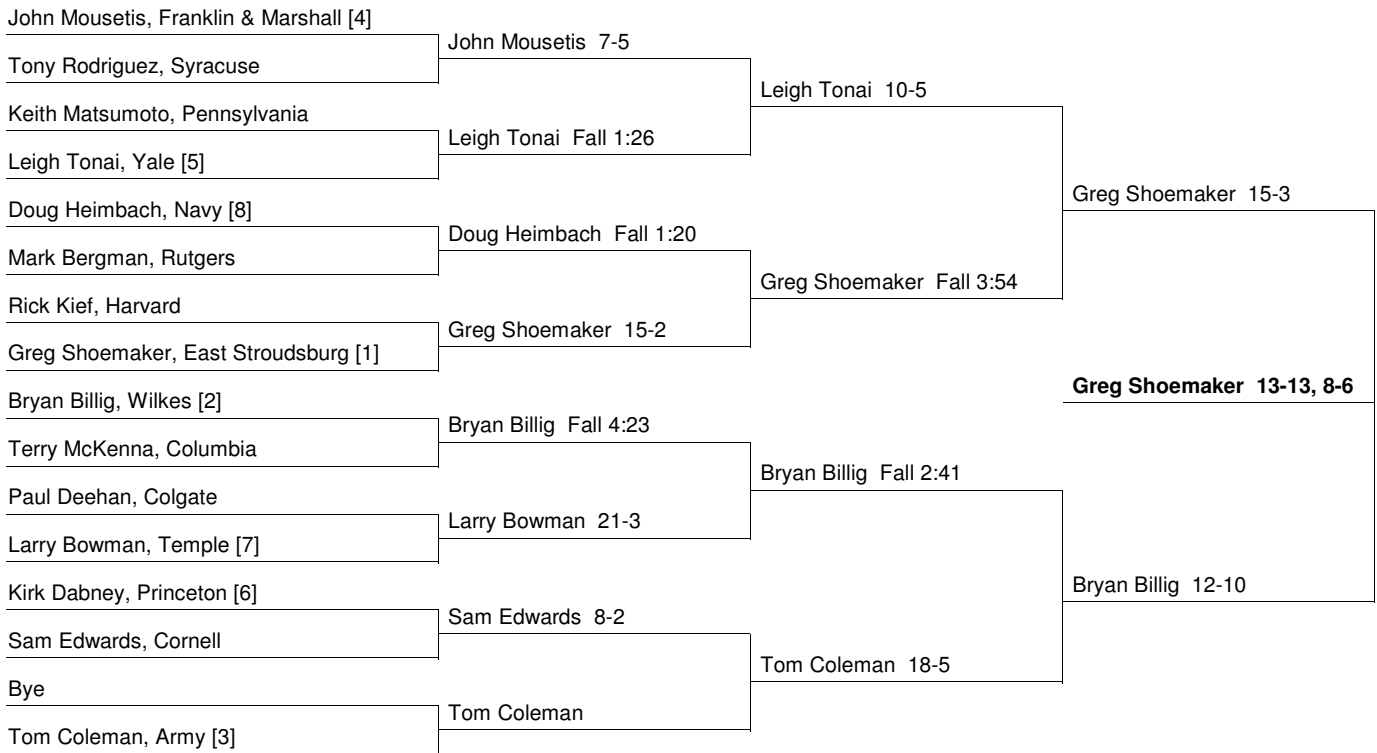 John Mousetis, Franklin & Marshall [4]
John Mousetis 7-5
Tony Rodriguez, Syracuse
Leigh Tonai 10-5
Keith Matsumoto, Pennsylvania
Leigh Tonai Fall 1:26
Leigh Tonai, Yale [5]
Greg Shoemaker 15-3
Doug Heimbach, Navy [8]
Doug Heimbach Fall 1:20
Mark Bergman, Rutgers
Greg Shoemaker Fall 3:54
Rick Kief, Harvard
Greg Shoemaker 15-2
Greg Shoemaker, East Stroudsburg [1]
Greg Shoemaker 13-13, 8-6
Bryan Billig, Wilkes [2]
Bryan Billig Fall 4:23
Terry McKenna, Columbia
Bryan Billig Fall 2:41
Paul Deehan, Colgate
Larry Bowman 21-3
Larry Bowman, Temple [7]
Bryan Billig 12-10
Kirk Dabney, Princeton [6]
Sam Edwards 8-2
Sam Edwards, Cornell
Tom Coleman 18-5
Bye
Tom Coleman
Tom Coleman, Army [3]